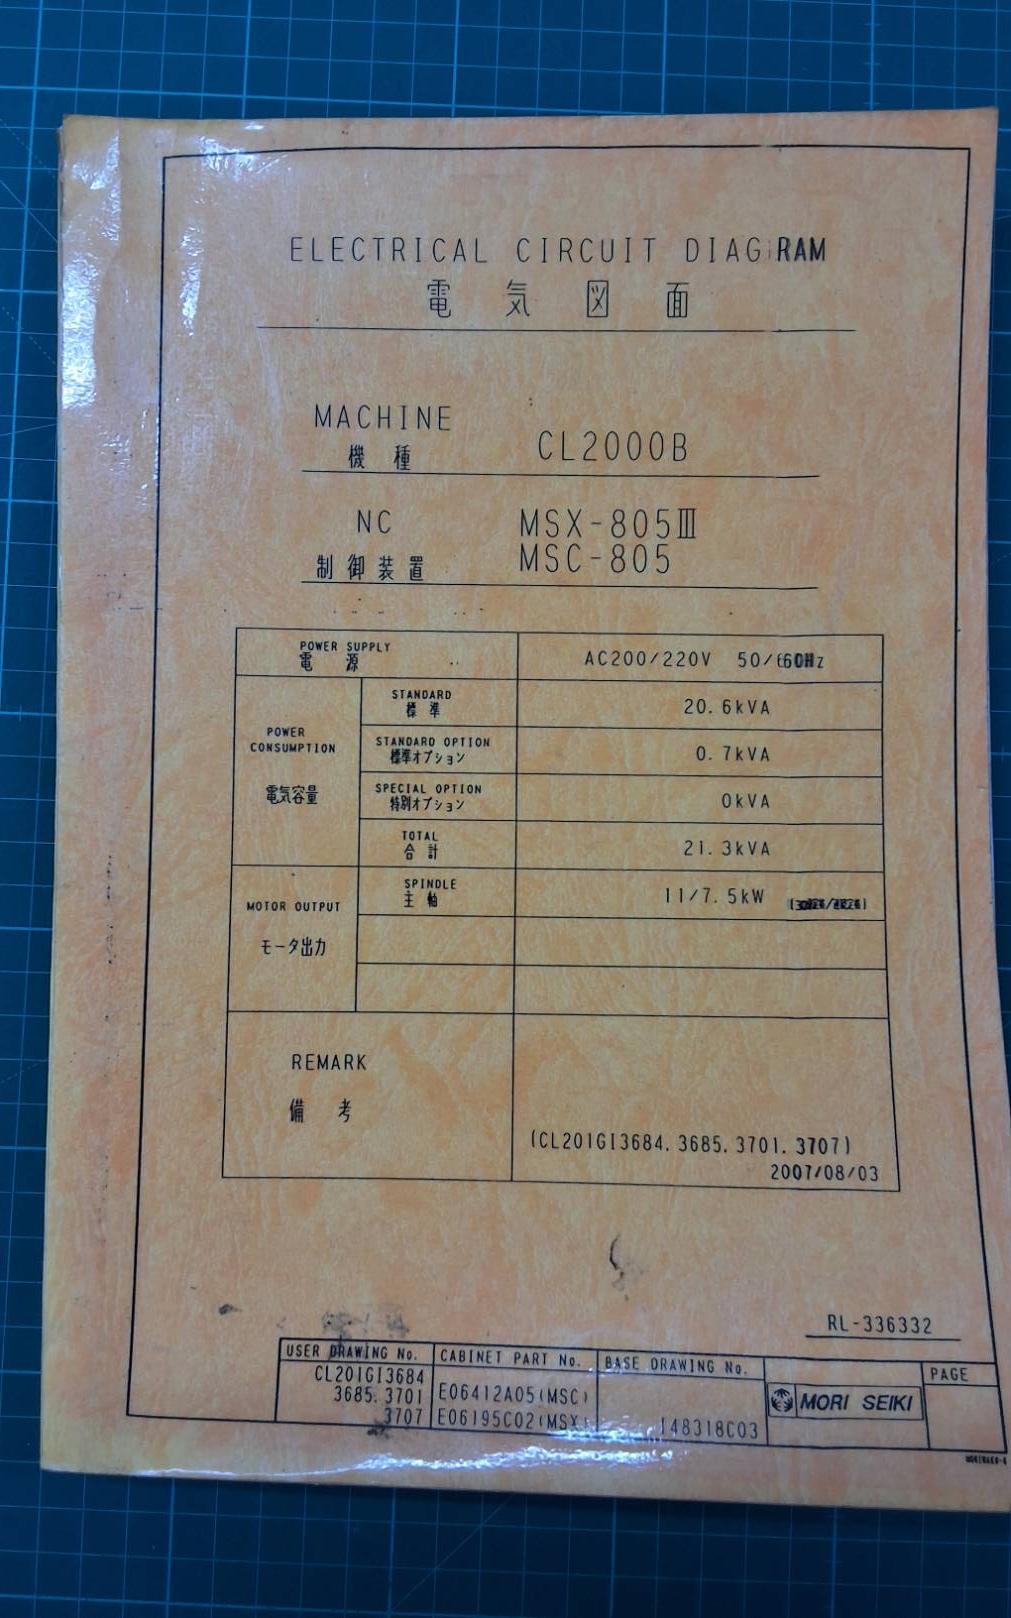 ELECTRICAL CIRCUIT DIAGRAM
電気図面
MACHINE
機種
CL2000B
NC
制御装置
MSX-805Ⅲ
MSC-805
POWER SUPPLY
電源
AC200/220V 50/60Hz
POWER
CONSUMPTION
電気容量
STANDARD
標準
20.6kVA
STANDARD OPTION
標準オプション
0.7kVA
SPECIAL OPTION
特別オプション
0kVA
TOTAL
合計
21.3kVA
MOTOR OUTPUT
モータ出力
SPINDLE
主軸
11/7.5kW
REMARK
備考
(CL201GI3684.3685.3701.3707)
2007/08/03
RL-336332
USER DRAWING No.
CL201GI3684
3685.3701
3707
CABINET PART No.
E06412A05(MSC)
E06195C02(MSX)
BASE DRAWING No.
148318C03
MORI SEIKI
PAGE